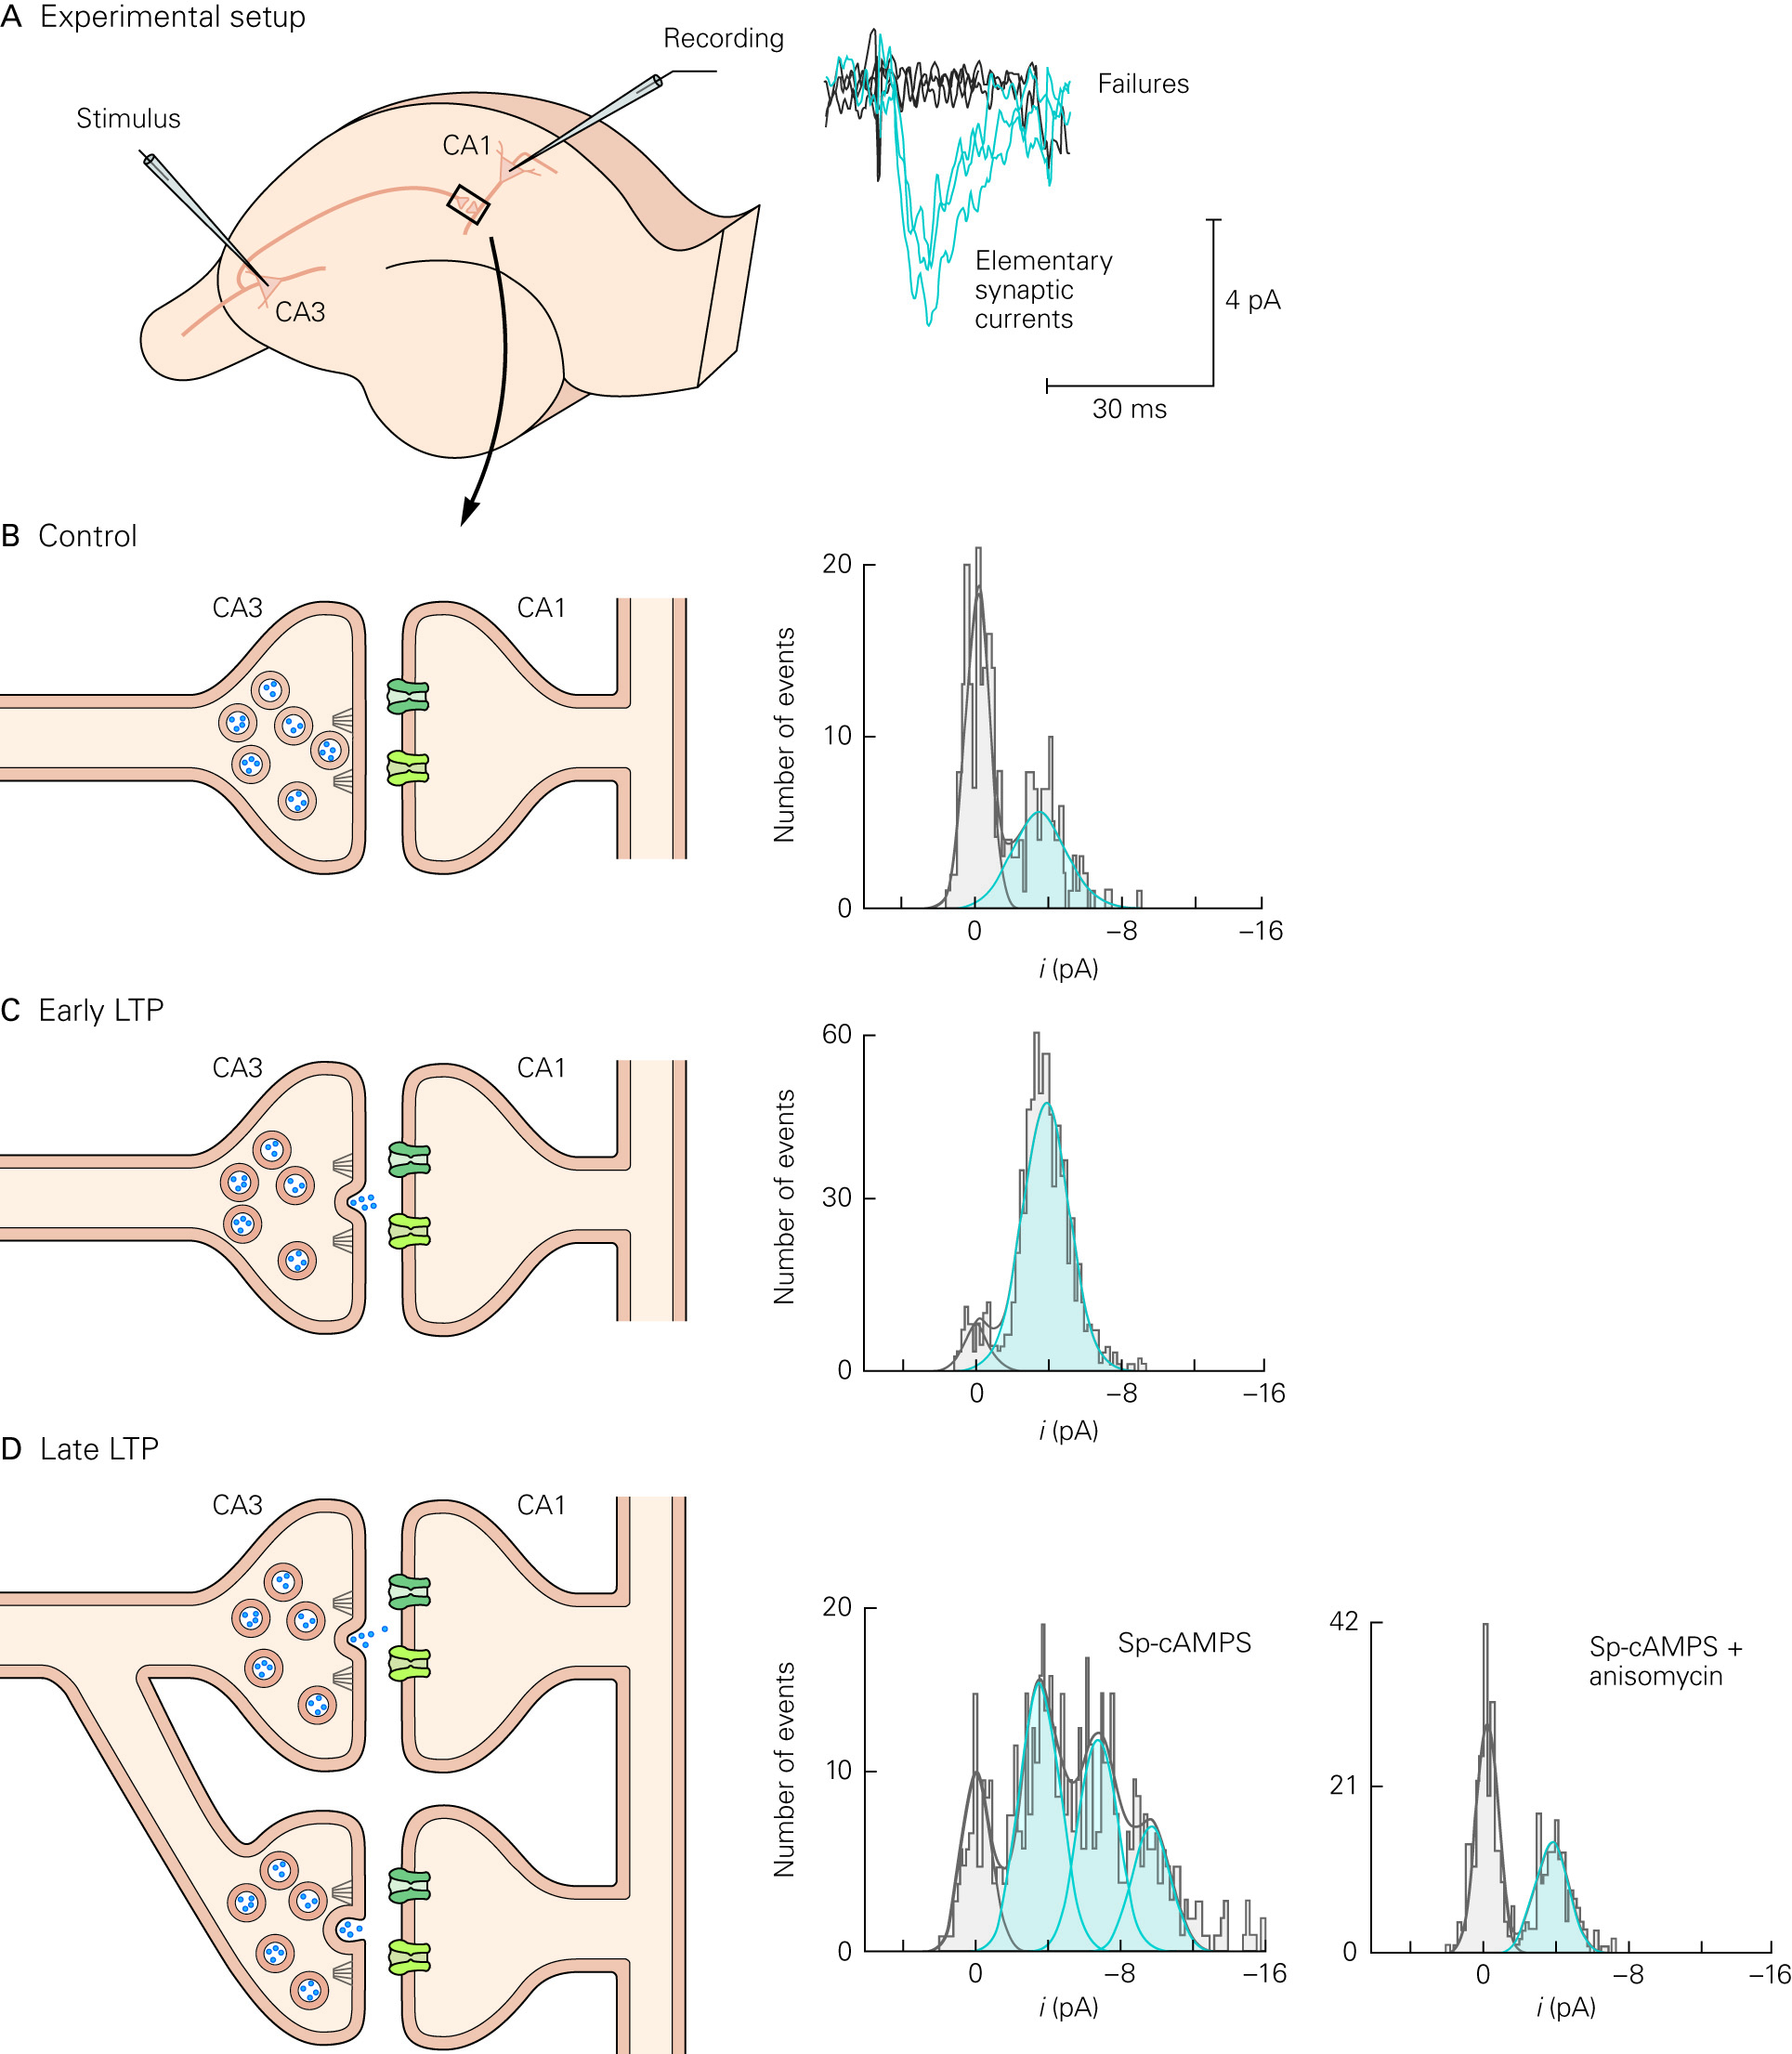 A Experimental setup
Recording
Stimulus
CA1
CA3
Failures
Elementary
synaptic
currents
4 pA
30 ms
B Control
CA3
CA1
Number of events
20
10
0
0
–8
–16
i (pA)
C Early LTP
CA3
CA1
Number of events
60
30
0
0
–8
–16
i (pA)
D Late LTP
CA3
CA1
Number of events
20
10
0
Sp-cAMPS
0
–8
–16
i (pA)
42
21
0
Sp-cAMPS +
anisomycin
0
–8
–16
i (pA)